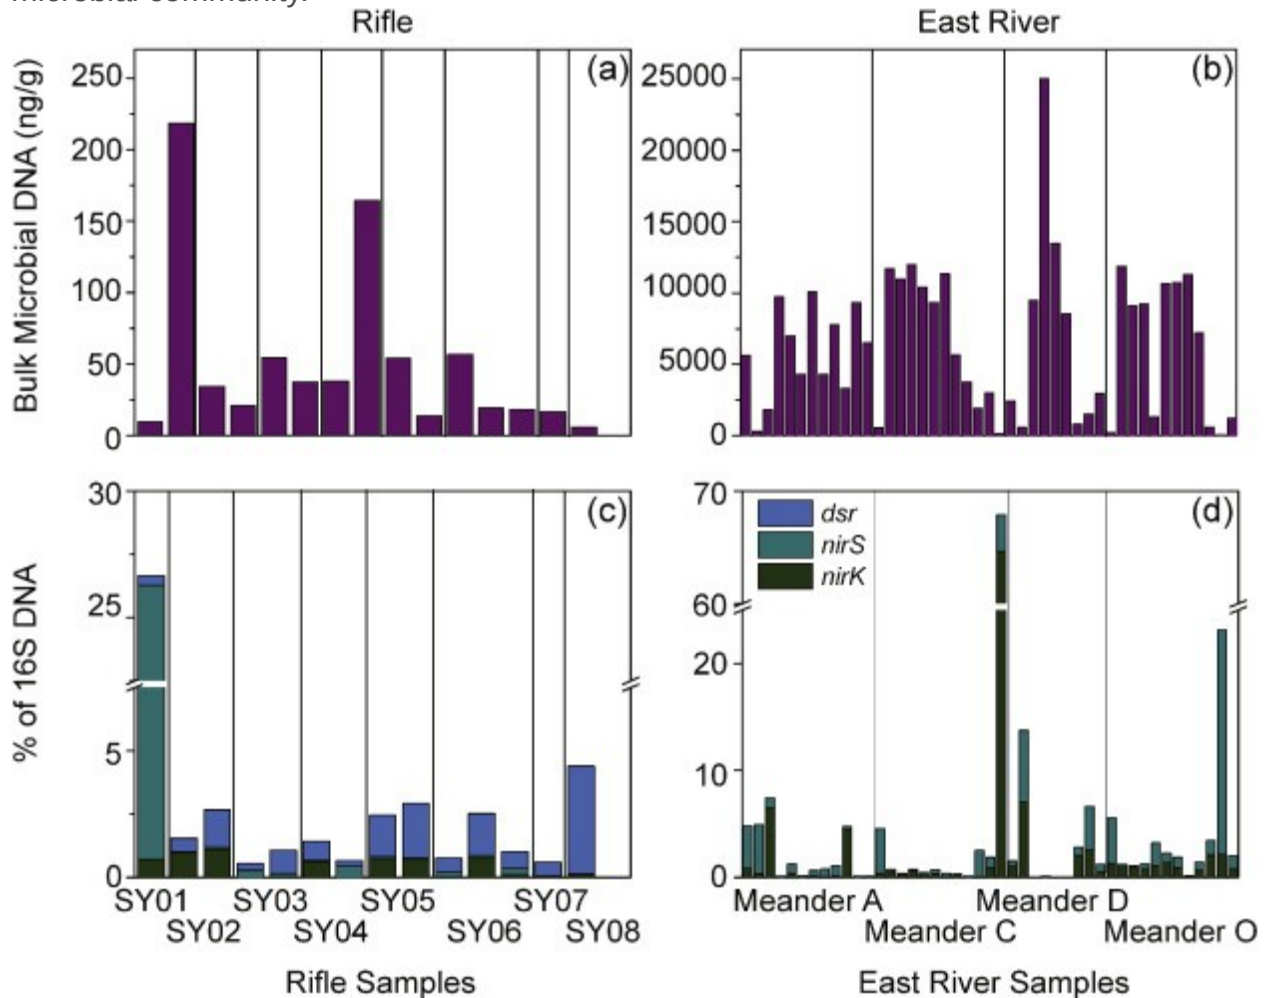 microbial community.
Rifle
East River
Bulk Microbial DNA (ng/g)
250
200
150
100
50
0
(a)
25000
20000
15000
10000
5000
0
(b)
% of 16S DNA
30
25
5
0
(c)
70
60
20
10
0
dsr
nirS
nirK
(d)
SY01 SY03 SY05 SY07
SY02 SY04 SY06 SY08
Meander A Meander D
Meander C Meander O
Rifle Samples
East River Samples